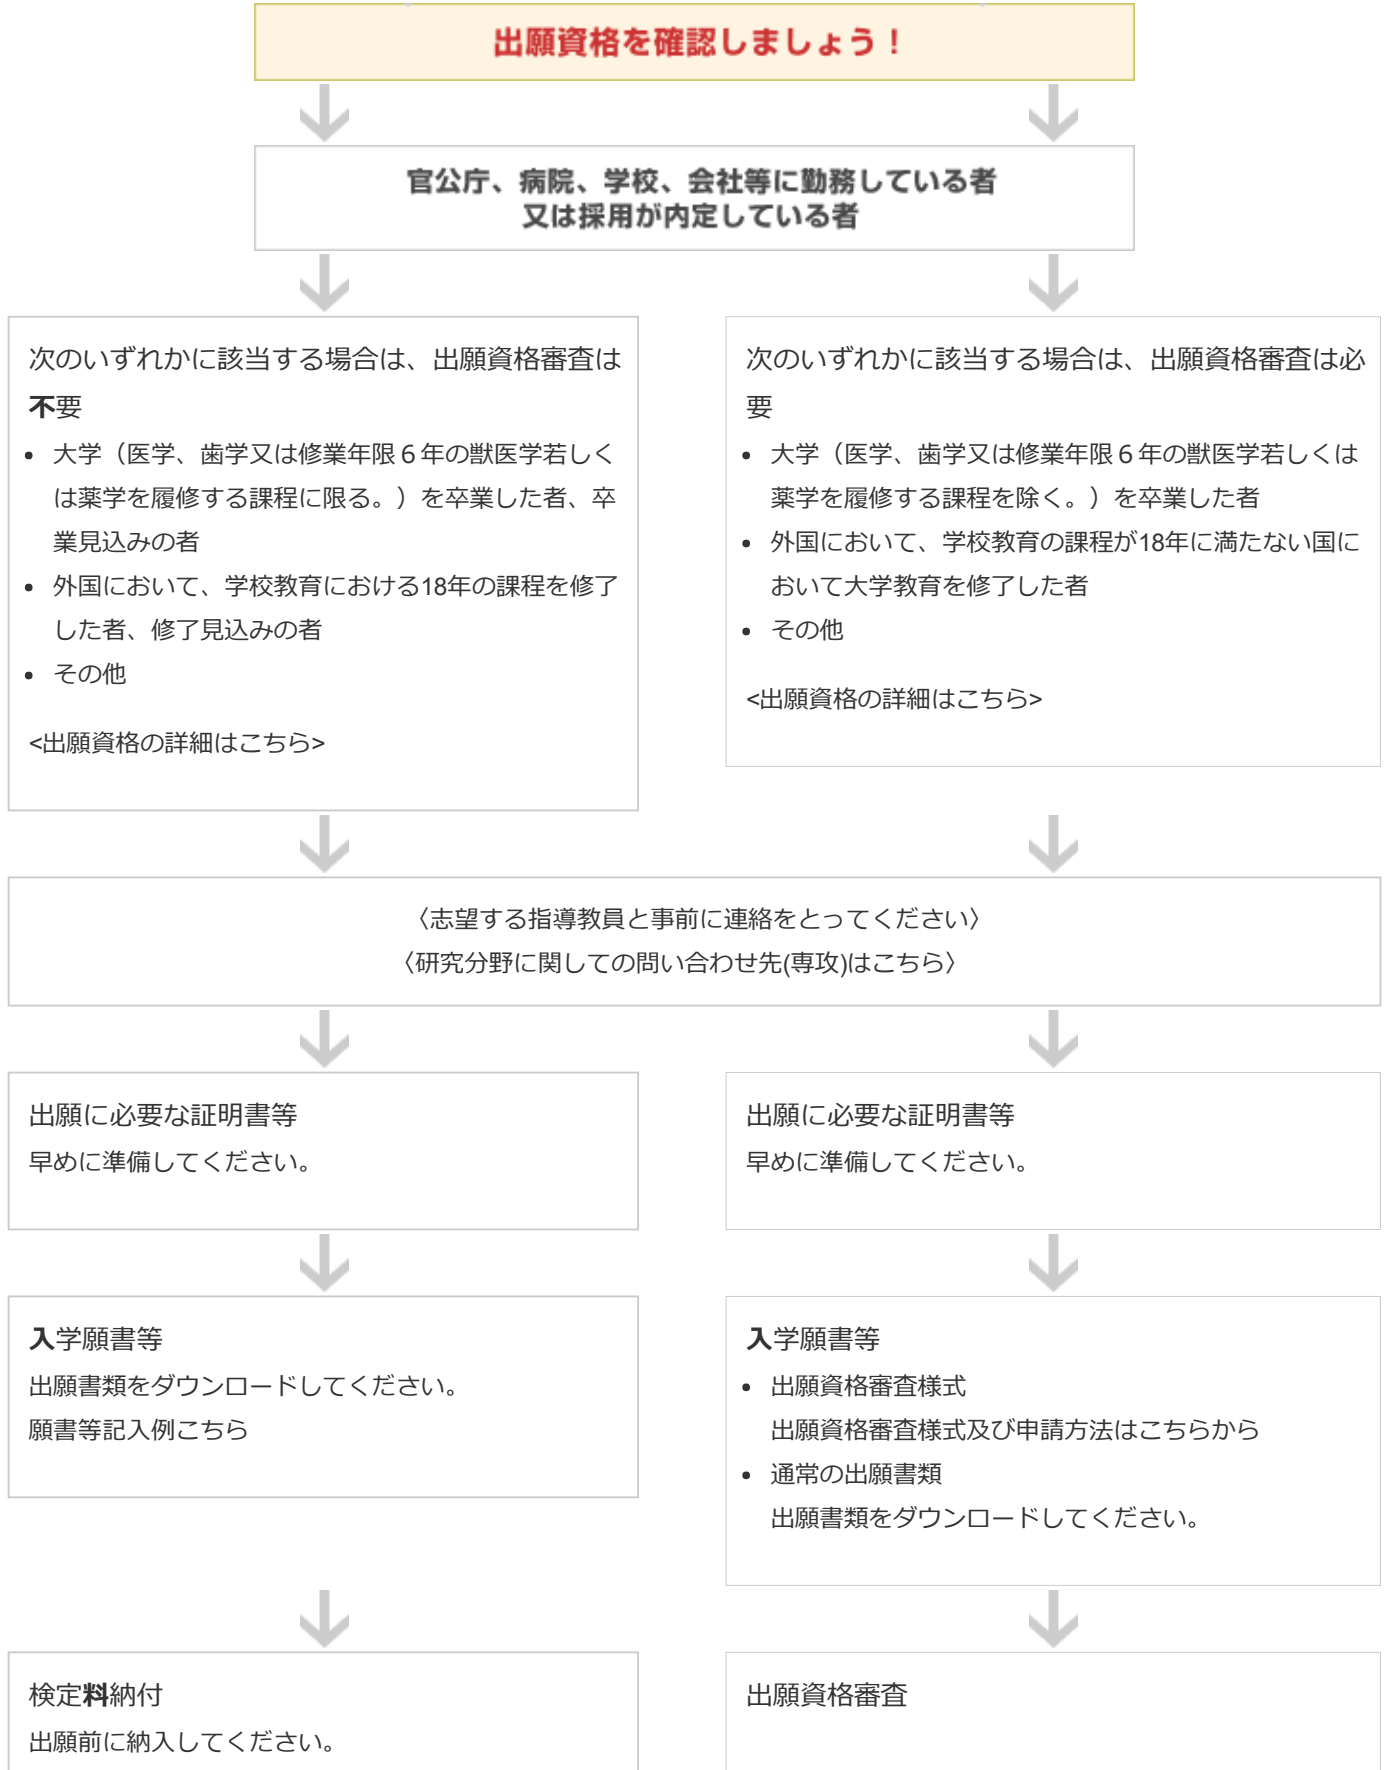 出願資格を確認しましょう！
官公庁、病院、学校、会社等に勤務している者
又は採用が内定している者
次のいずれかに該当する場合は、出願資格審査は
不要
• 大学（医学、歯学又は修業年限６年の獣医学若しく
は薬学を履修する課程に限る。）を卒業した者、卒
業見込みの者
• 外国において、学校教育における18年の課程を修了
した者、修了見込みの者
• その他
<出願資格の詳細はこちら>
次のいずれかに該当する場合は、出願資格審査は必
要
• 大学（医学、歯学又は修業年限６年の獣医学若しくは
薬学を履修する課程を除く。）を卒業した者
• 外国において、学校教育の課程が18年に満たない国に
おいて大学教育を修了した者
• その他
<出願資格の詳細はこちら>
〈志望する指導教員と事前に連絡をとってください〉
〈研究分野に関しての問い合わせ先(専攻)はこちら〉
出願に必要な証明書等
早めに準備してください。
出願に必要な証明書等
早めに準備してください。
入学願書等
出願書類をダウンロードしてください。
願書等記入例こちら
入学願書等
• 出願資格審査様式
出願資格審査様式及び申請方法はこちらから
• 通常の出願書類
出願書類をダウンロードしてください。
検定料納付
出願前に納入してください。
出願資格審査